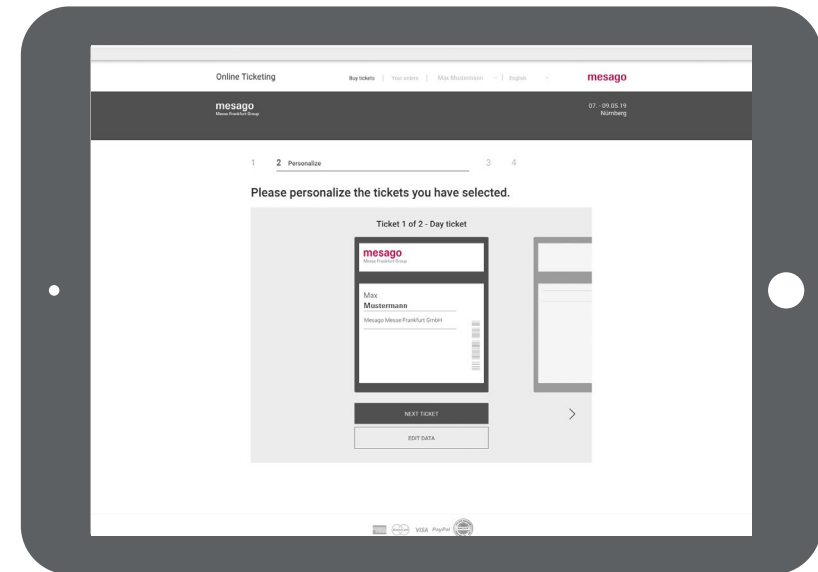 Online Ticketing
Buy tickets | Your orders | Max Mustermann | English
mesago
mesago
Messe Frankfurt Group
07. - 09.05.19
Nürnberg
1 2 Personalize 3 4
Please personalize the tickets you have selected.
Ticket 1 of 2 - Day ticket
mesago
Messe Frankfurt Group
Max
Mustermann
Mesago Messe Frankfurt GmbH
NEXT TICKET
EDIT DATA
VISA PayPal